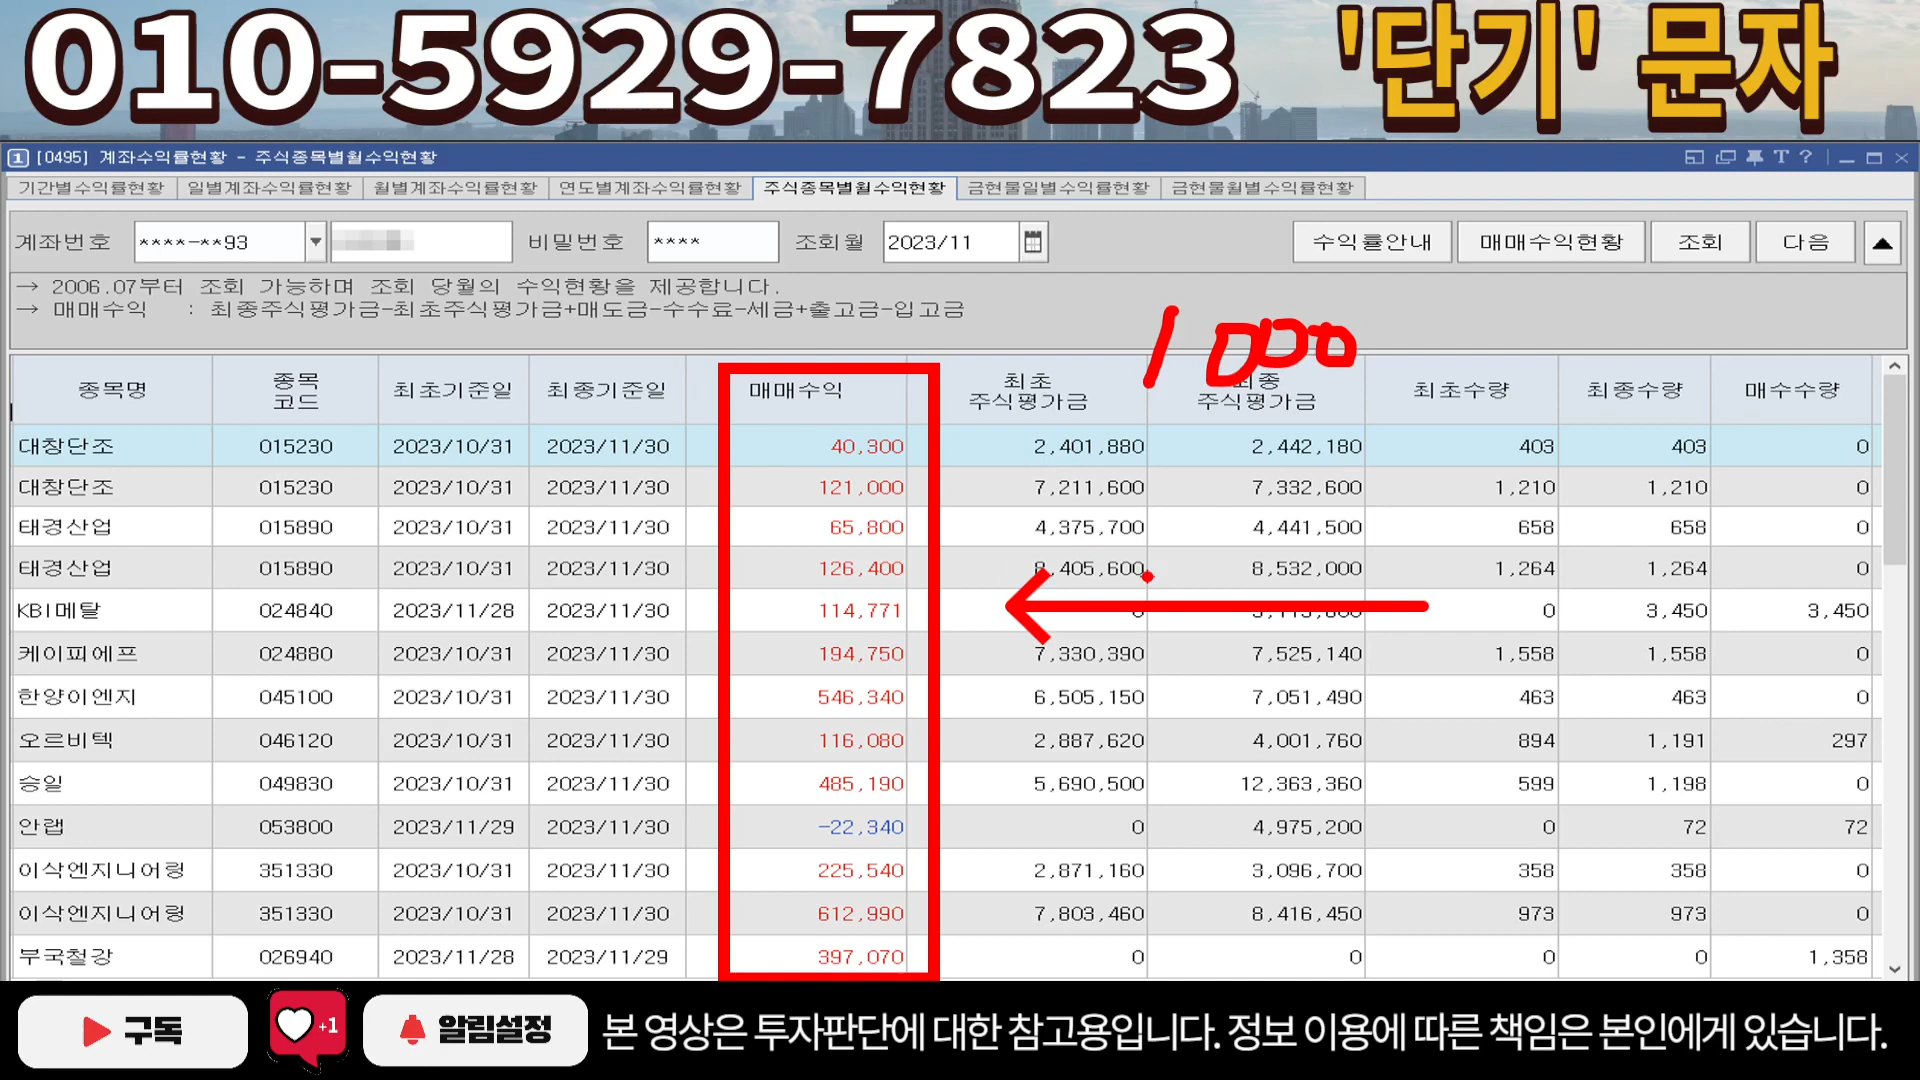 010-5929-7823 '단기' 문자
1 [0495] 계좌수익률현황 - 주식종목별월수익현황
기간별수익률현황 일별계좌수익률현황 월별계좌수익률현황 연도별계좌수익률현황 주식종목별월수익현황 금현물일별수익률현황 금현물월별수익률현황
계좌번호 ****-**93 비밀번호 **** 조회월 2023/11 수익률안내 매매수익현황 조회 다음
→ 2006.07부터 조회 가능하며 조회 당월의 수익현황을 제공합니다.
→ 매매수익 : 최종주식평가금-최초주식평가금+매도금-수수료-세금+출고금-입고금
1000
종목명 종목코드 최초기준일 최종기준일 매매수익 최초주식평가금 최종주식평가금 최초수량 최종수량 매수수량
대창단조 015230 2023/10/31 2023/11/30 40,300 2,401,880 2,442,180 403 403 0
대창단조 015230 2023/10/31 2023/11/30 121,000 7,211,600 7,332,600 1,210 1,210 0
태경산업 015890 2023/10/31 2023/11/30 65,800 4,375,700 4,441,500 658 658 0
태경산업 015890 2023/10/31 2023/11/30 126,400 8,405,600 8,532,000 1,264 1,264 0
KBI메탈 024840 2023/11/28 2023/11/30 114,771 0 0 3,450 3,450
케이피에프 024880 2023/10/31 2023/11/30 194,750 7,330,390 7,525,140 1,558 1,558 0
한양이엔지 045100 2023/10/31 2023/11/30 546,340 6,505,150 7,051,490 463 463 0
오르비텍 046120 2023/10/31 2023/11/30 116,080 2,887,620 4,001,760 894 1,191 297
승일 049830 2023/10/31 2023/11/30 485,190 5,690,500 12,363,360 599 1,198 0
안랩 053800 2023/11/29 2023/11/30 -22,340 0 4,975,200 0 72 72
이삭엔지니어링 351330 2023/10/31 2023/11/30 225,540 2,871,160 3,096,700 358 358 0
이삭엔지니어링 351330 2023/10/31 2023/11/30 612,990 7,803,460 8,416,450 973 973 0
부국철강 026940 2023/11/28 2023/11/29 397,070 0 0 0 0 1,358
구독 +1 알림설정 본 영상은 투자판단에 대한 참고용입니다. 정보 이용에 따른 책임은 본인에게 있습니다.